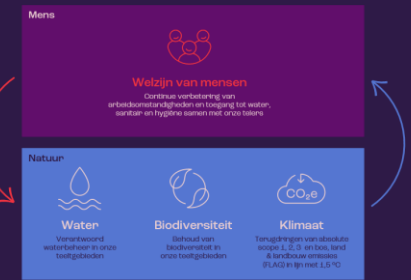 Mens
Welzijn van mensen
Continue verbetering van
arbeidsomstandigheden en toegang tot water,
sanitair en hygiëne samen met onze telers
Natuur
CO₂e
Water
Verantwoord
waterbeheer in onze
teeltgebieden
Biodiversiteit
Behoud van
biodiversiteit in
onze teeltgebieden
Klimaat
Terugdringen van absolute
scope 1, 2, 3 en bos, land
& landbouw emissies
(FLAG) in lijn met 1,5 ºC